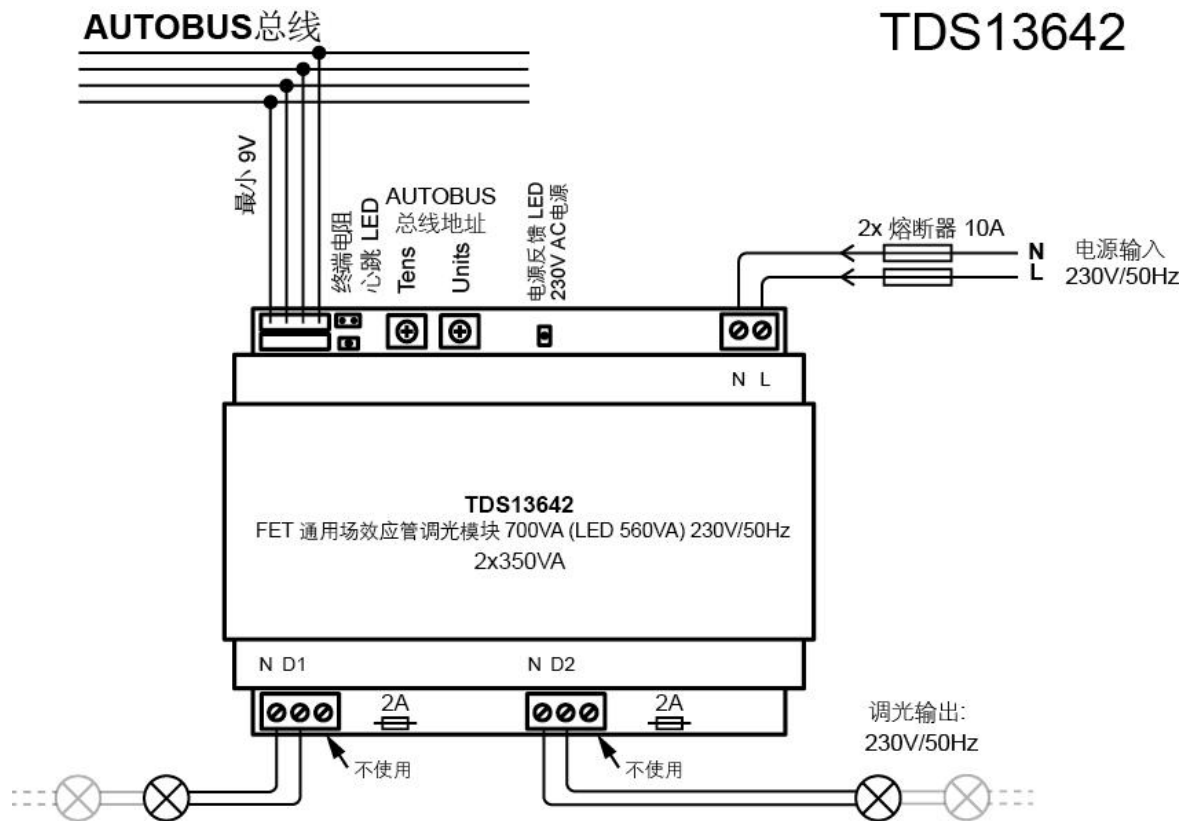 AUTOBUS总线
TDS13642
最小 9V
终端电阻
心跳 LED
AUTOBUS
总线地址
Tens
Units
电源反馈 LED
230V AC电源
2x 熔断器 10A
N
L
电源输入
230V/50Hz
N L
TDS13642
FET 通用场效应管调光模块 700VA (LED 560VA) 230V/50Hz
2x350VA
N D1
N D2
2A
2A
不使用
不使用
调光输出:
230V/50Hz